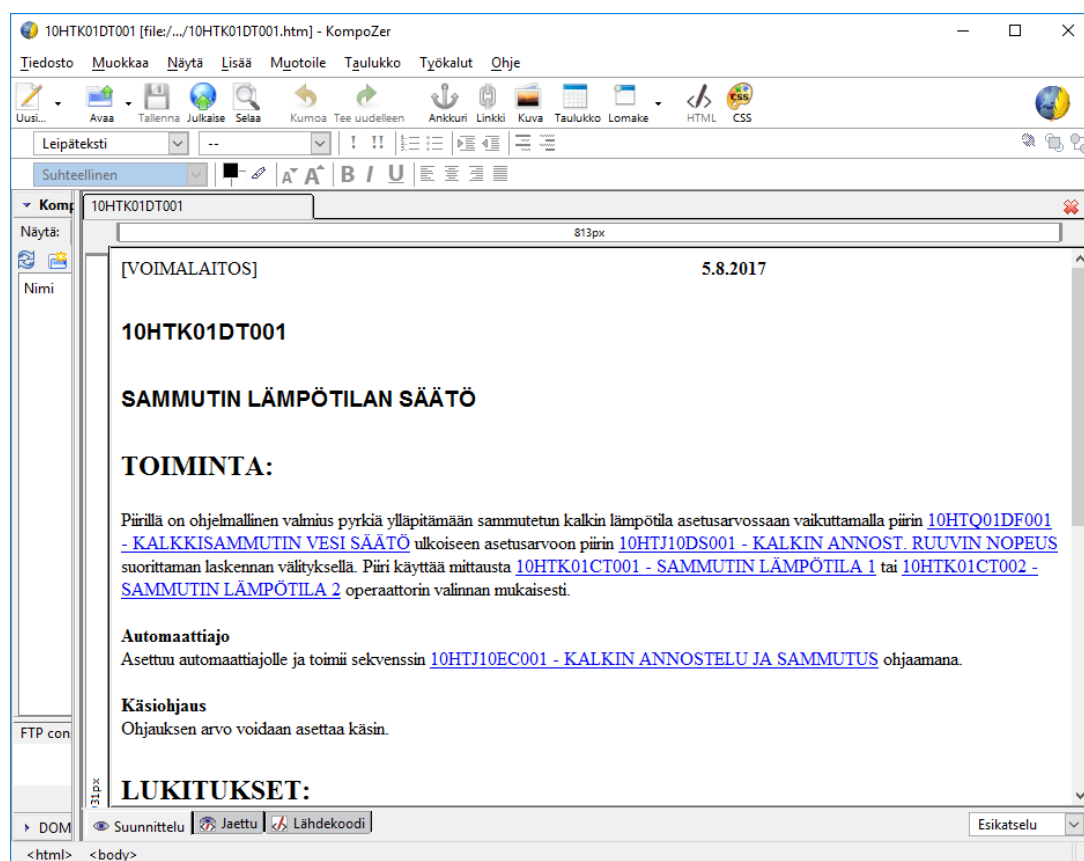 10HTK01DT001 [file:/.../10HTK01DT001.htm] - KompoZer
Tiedosto Muokkaa Näytä Lisää Muotoile Taulukko Työkalut Ohje
Uusi... Avaa Tallenna Julkaise Selaa Kumoa Tee uudelleen Ankkuri Linkki Kuva Taulukko Lomake HTML CSS
Leipäteksti -- ! !!
Suhteellinen A A B I U
Komp 10HTK01DT001
Näytä: 813px
Nimi
[VOIMALAITOS] 5.8.2017
10HTK01DT001
SAMMUTIN LÄMPÖTILAN SÄÄTÖ
TOIMINTA:
Piirillä on ohjelmallinen valmius pyrkiä ylläpitämään sammutetun kalkin lämpötila asetusarvossaan vaikuttamalla piirin 10HTQ01DF001
- KALKKISAMMUTIN VESI SÄÄTÖ ulkoiseen asetusarvoon piirin 10HTJ10DS001 - KALKIN ANNOST. RUUVIN NOPEUS
suorittaman laskennan välityksellä. Piiri käyttää mittausta 10HTK01CT001 - SAMMUTIN LÄMPÖTILA 1 tai 10HTK01CT002 -
SAMMUTIN LÄMPÖTILA 2 operaattorin valinnan mukaisesti.
Automaattiajo
Asettuu automaattiajolle ja toimii sekvenssin 10HTJ10EC001 - KALKIN ANNOSTELU JA SAMMUTUS ohjaamana.
Käsiohjaus
Ohjauksen arvo voidaan asettaa käsin.
FTP con
LUKITUKSET:
31px
DOM Suunnittelu Jaettu Lähdekoodi Esikatselu
<html> <body>